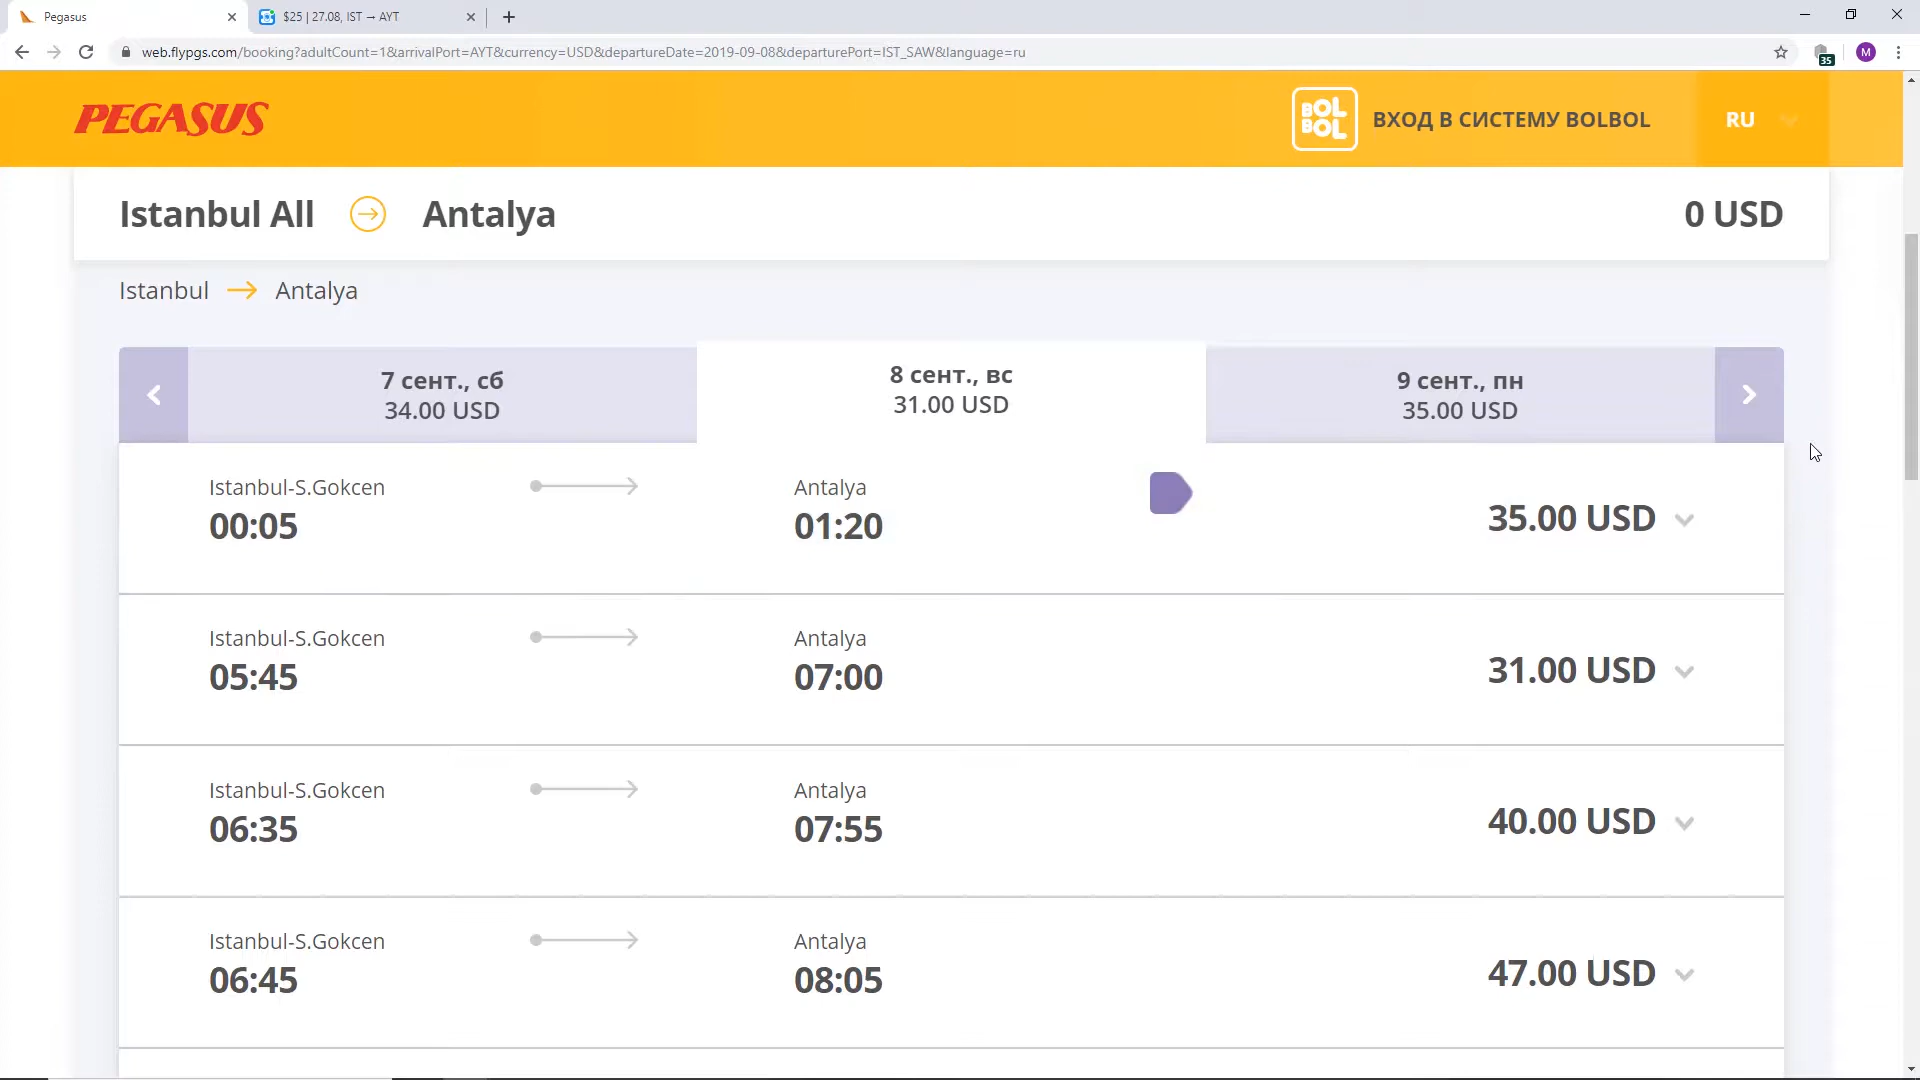 Pegasus
$25 | 27.08, IST → AYT
web.flypgs.com/booking?adultCount=1&arrivalPort=AYT&currency=USD&departureDate=2019-09-08&departurePort=IST_SAW&language=ru
35
M
PEGASUS
BOL
BOL
ВХОД В СИСТЕМУ BOLBOL
RU
Istanbul All
Antalya
0 USD
Istanbul
Antalya
7 сент., сб
34.00 USD
8 сент., вс
31.00 USD
9 сент., пн
35.00 USD
Istanbul-S.Gokcen
Antalya
00:05
01:20
35.00 USD
Istanbul-S.Gokcen
Antalya
05:45
07:00
31.00 USD
Istanbul-S.Gokcen
Antalya
06:35
07:55
40.00 USD
Istanbul-S.Gokcen
Antalya
06:45
08:05
47.00 USD